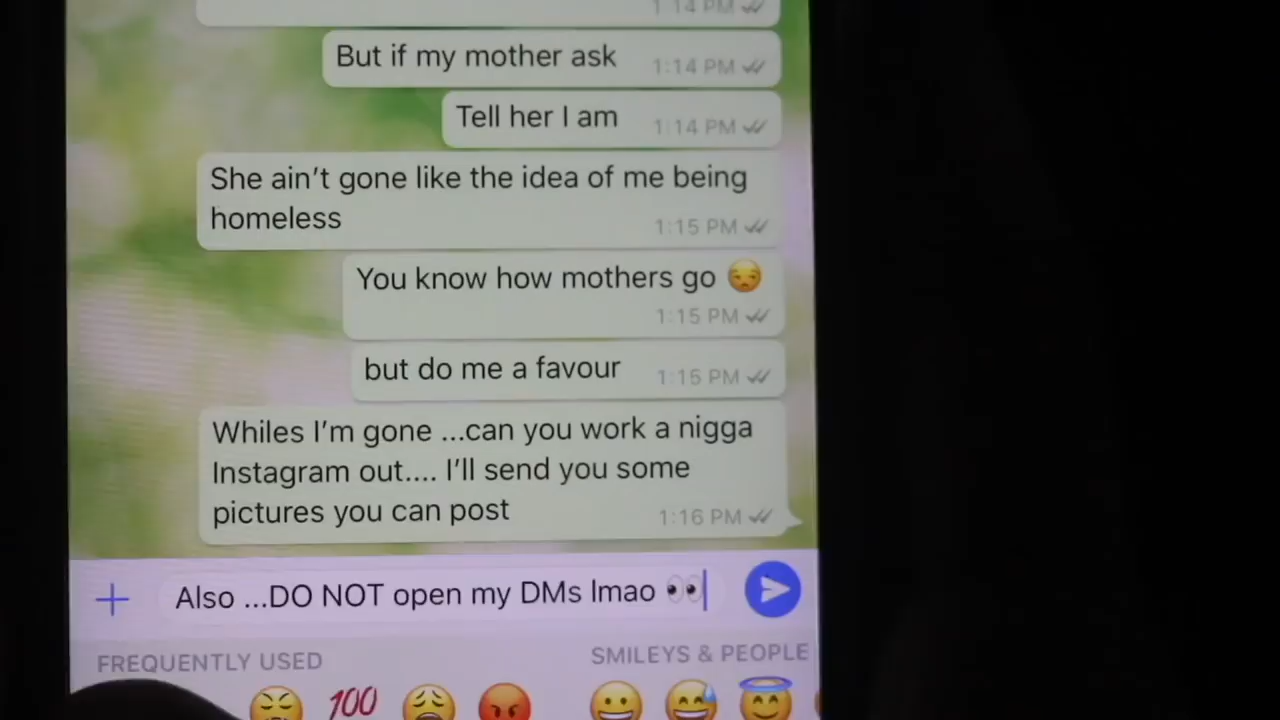 1:14 PM
But if my mother ask 1:14 PM
Tell her I am 1:14 PM
She ain't gone like the idea of me being
homeless 1:15 PM
You know how mothers go 😒
1:15 PM
but do me a favour 1:15 PM
Whiles I'm gone ...can you work a nigga
Instagram out.... I'll send you some
pictures you can post 1:16 PM
Also ...DO NOT open my DMs lmao 👀
FREQUENTLY USED SMILEYS & PEOPLE
💯